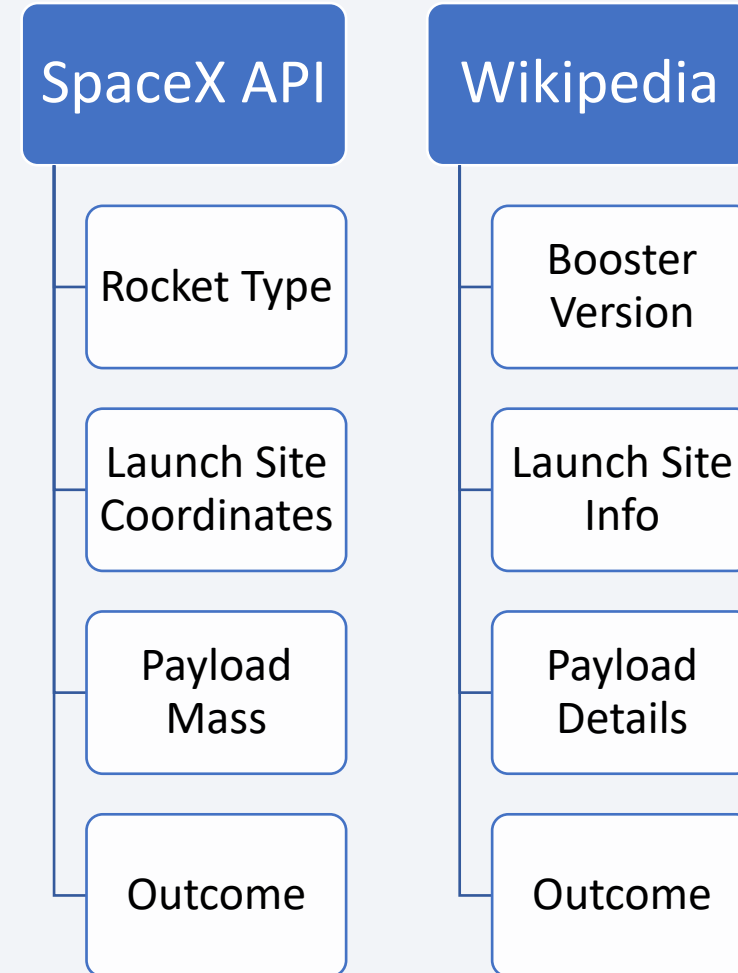 SpaceX API
Rocket Type
Launch Site
Coordinates
Payload
Mass
Outcome
Wikipedia
Booster
Version
Launch Site
Info
Payload
Details
Outcome